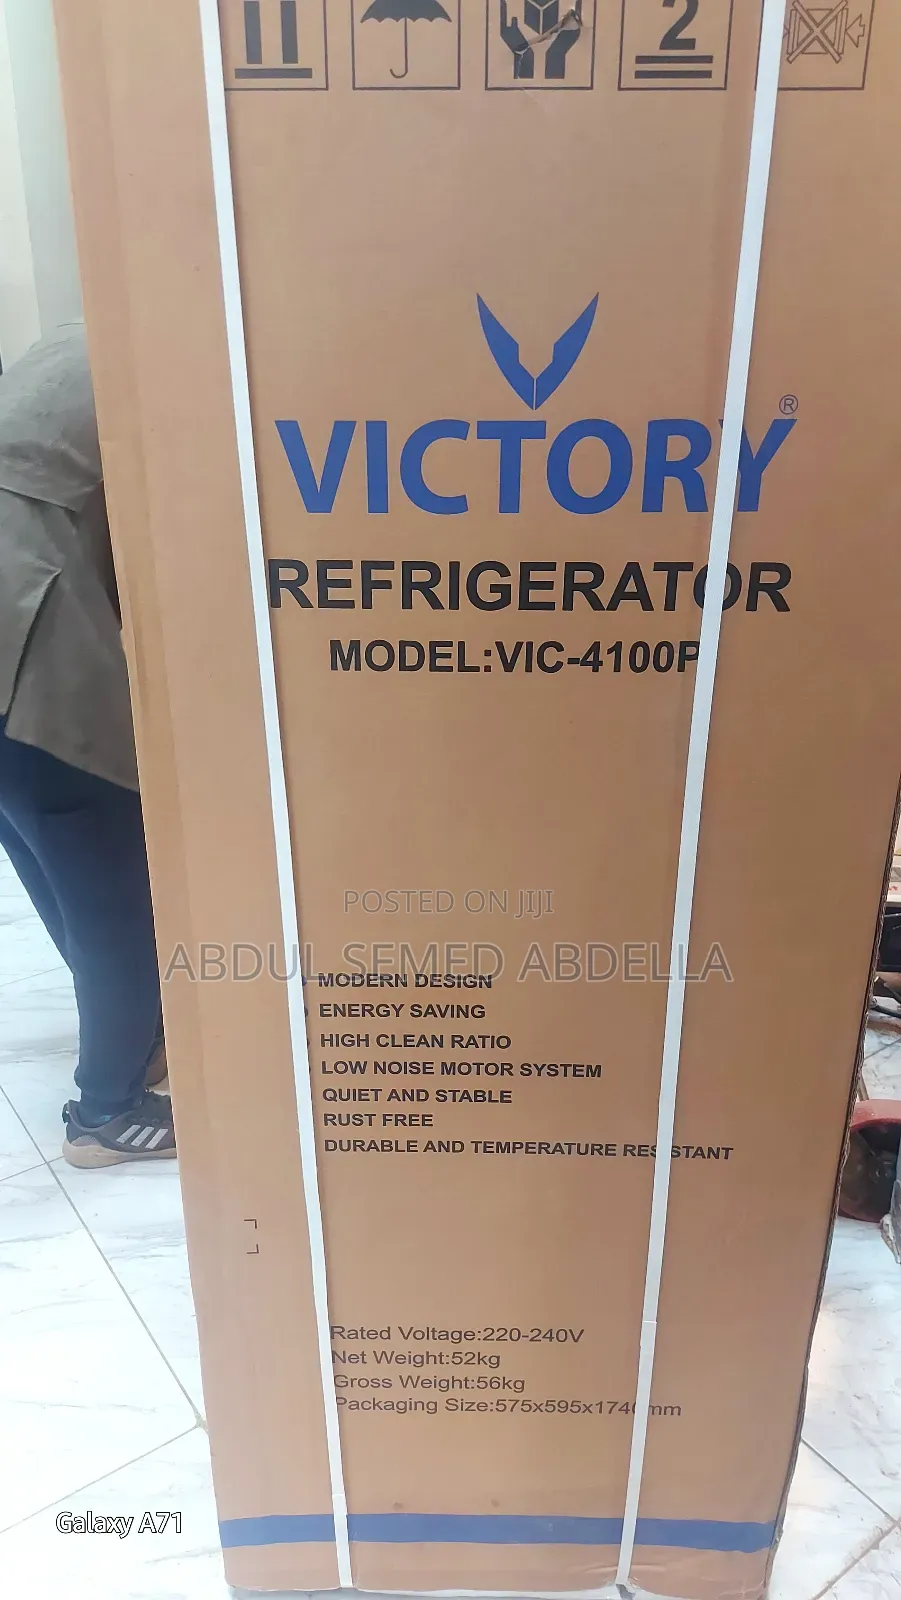 2
VICTORY®
REFRIGERATOR
MODEL:VIC-4100P
POSTED ON JIJI
ABDUL SEMED ABDELLA
MODERN DESIGN
ENERGY SAVING
HIGH CLEAN RATIO
LOW NOISE MOTOR SYSTEM
QUIET AND STABLE
RUST FREE
DURABLE AND TEMPERATURE RESISTANT
Rated Voltage:220-240V
Net Weight:52kg
Gross Weight:56kg
Packaging Size:575x595x1740mm
Galaxy A71